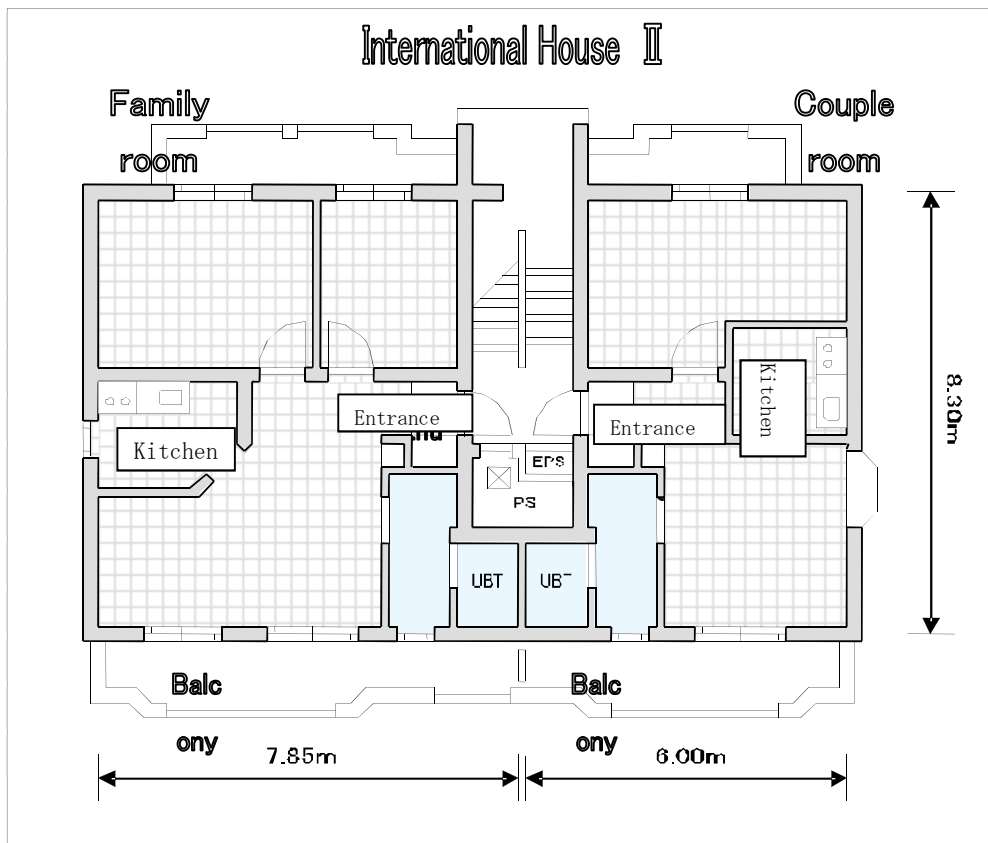 International House Ⅱ
Family
room
Couple
room
Kitchen
Entrance
Entrance
Kitchen
EPS
PS
UBT
UBT
8.30m
Balc
ony
Balc
ony
7.85m
6.00m